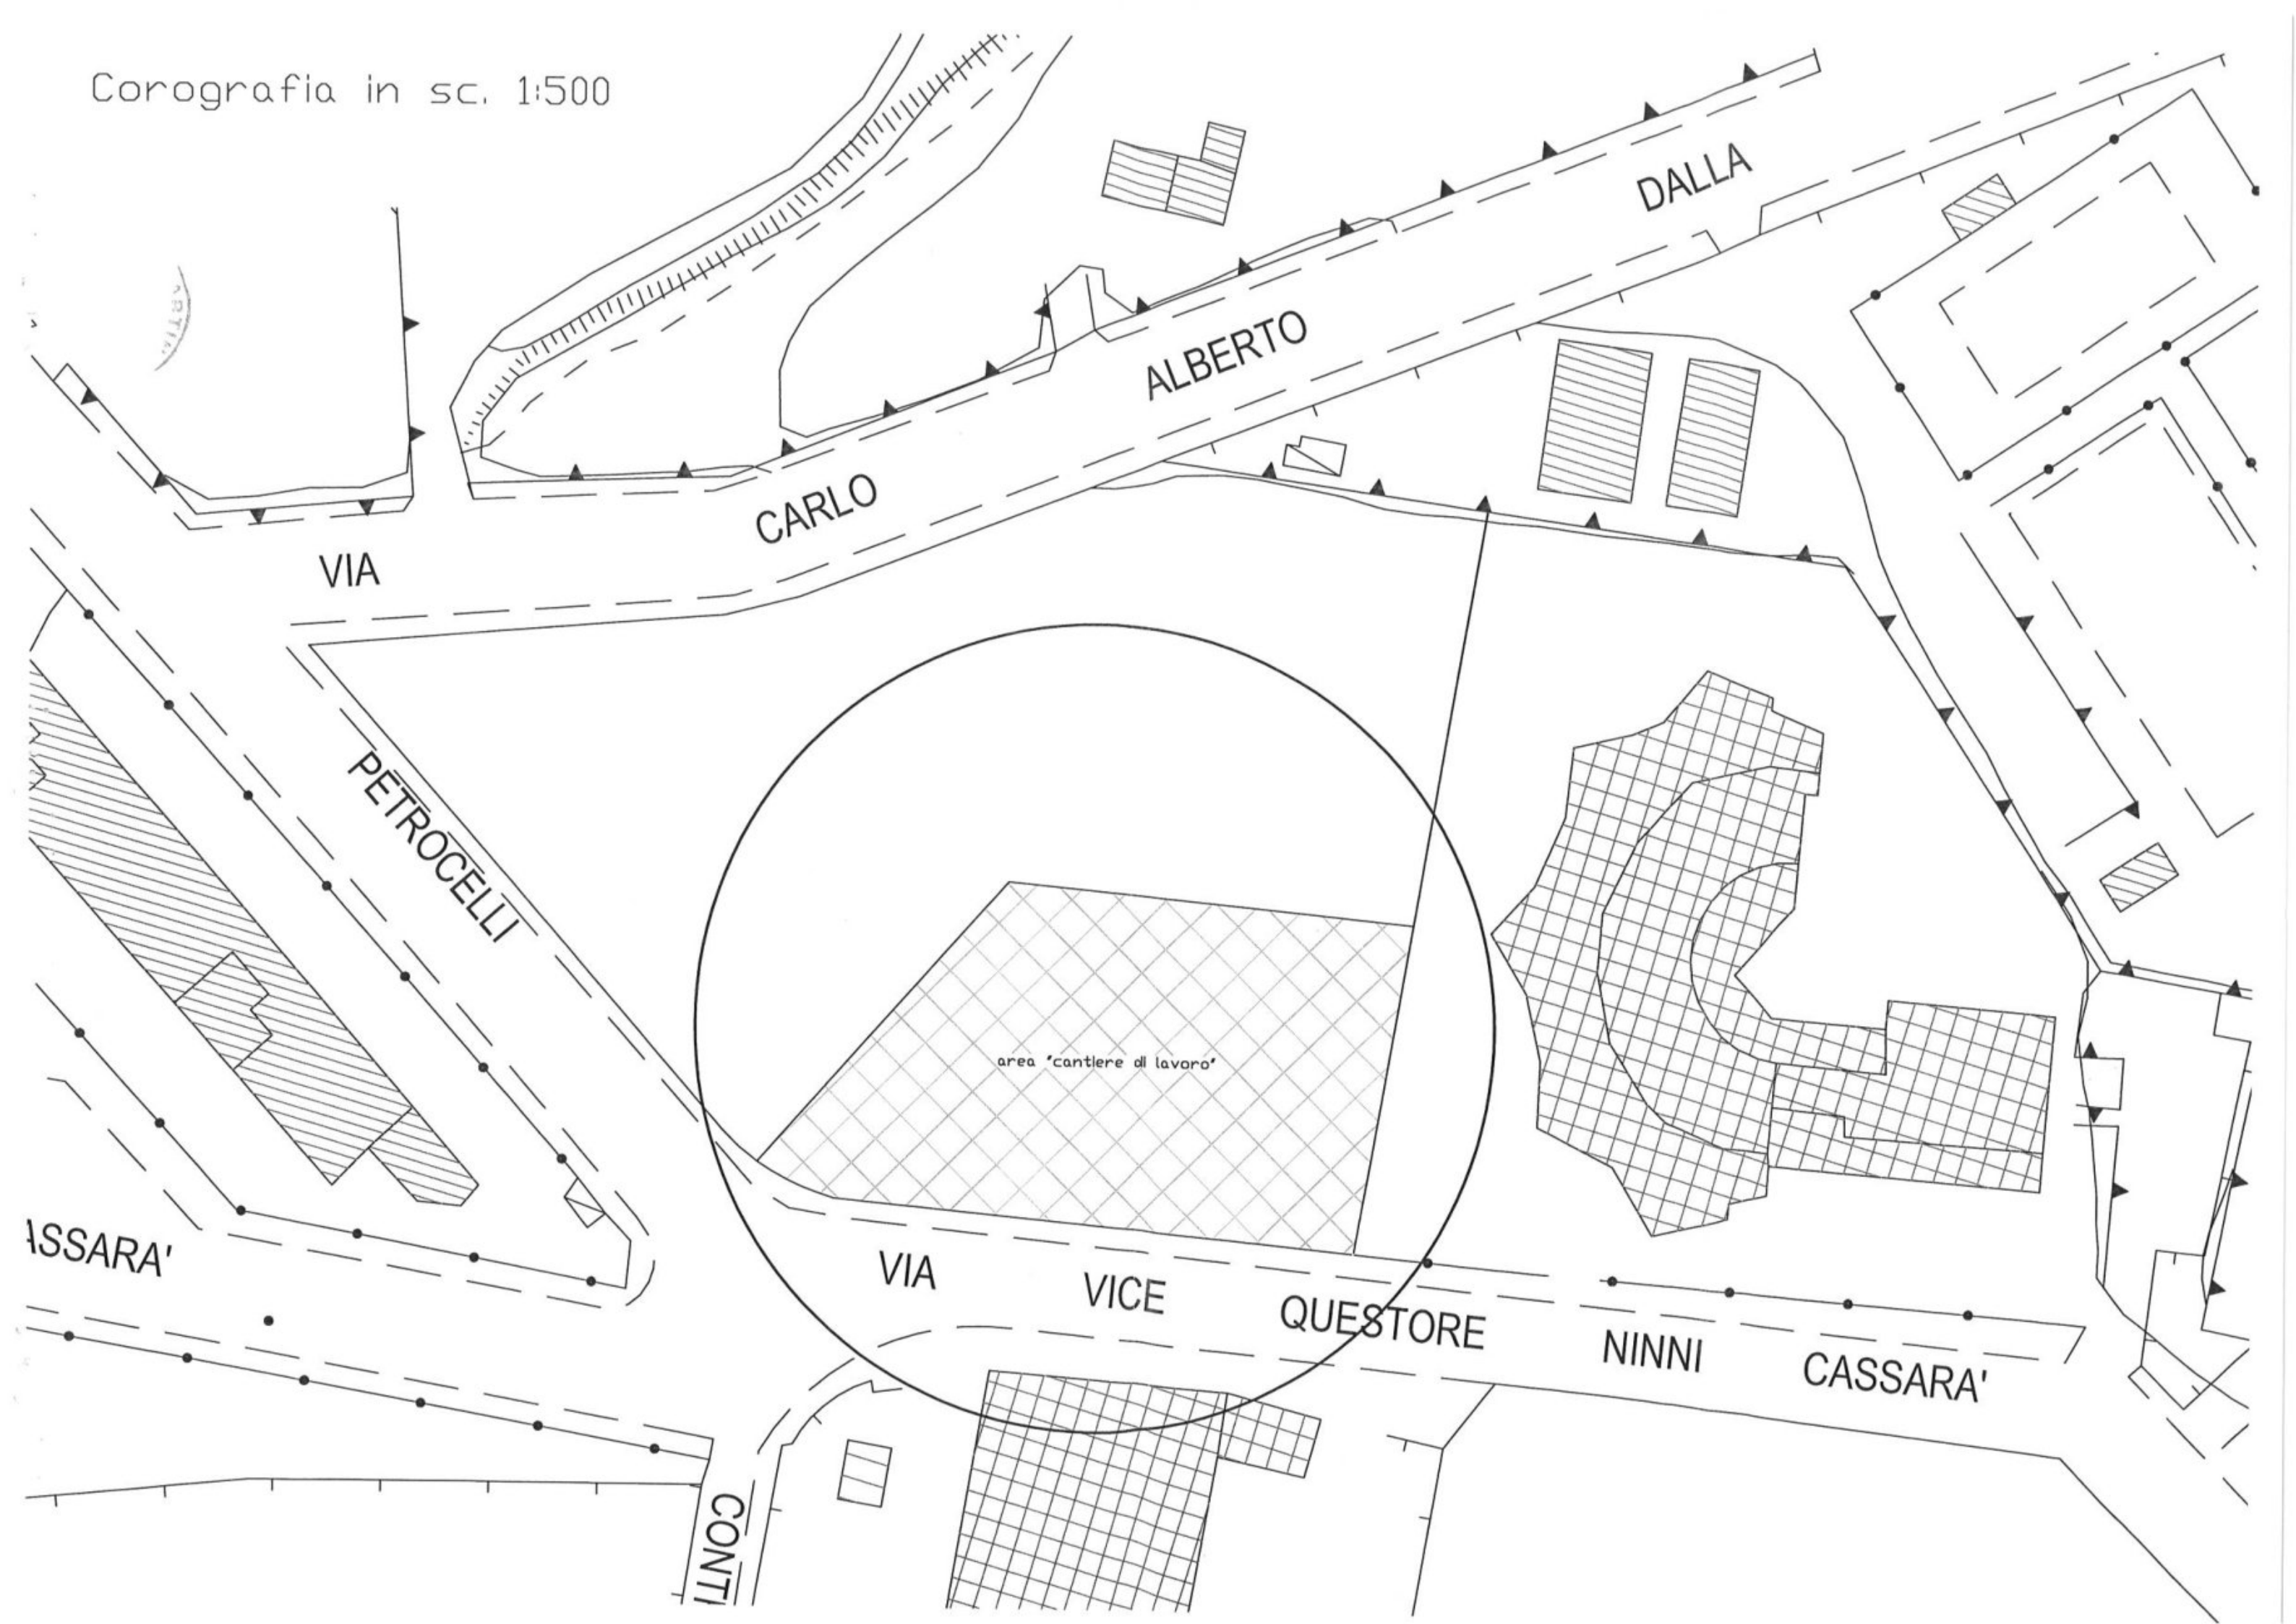 Corografia in sc. 1:500
VIA CARLO ALBERTO DALLA
PETROCELLI
area "cantiere di lavoro"
VIA VICE QUESTORE NINNI CASSARA'
ASSARA'
CONTI